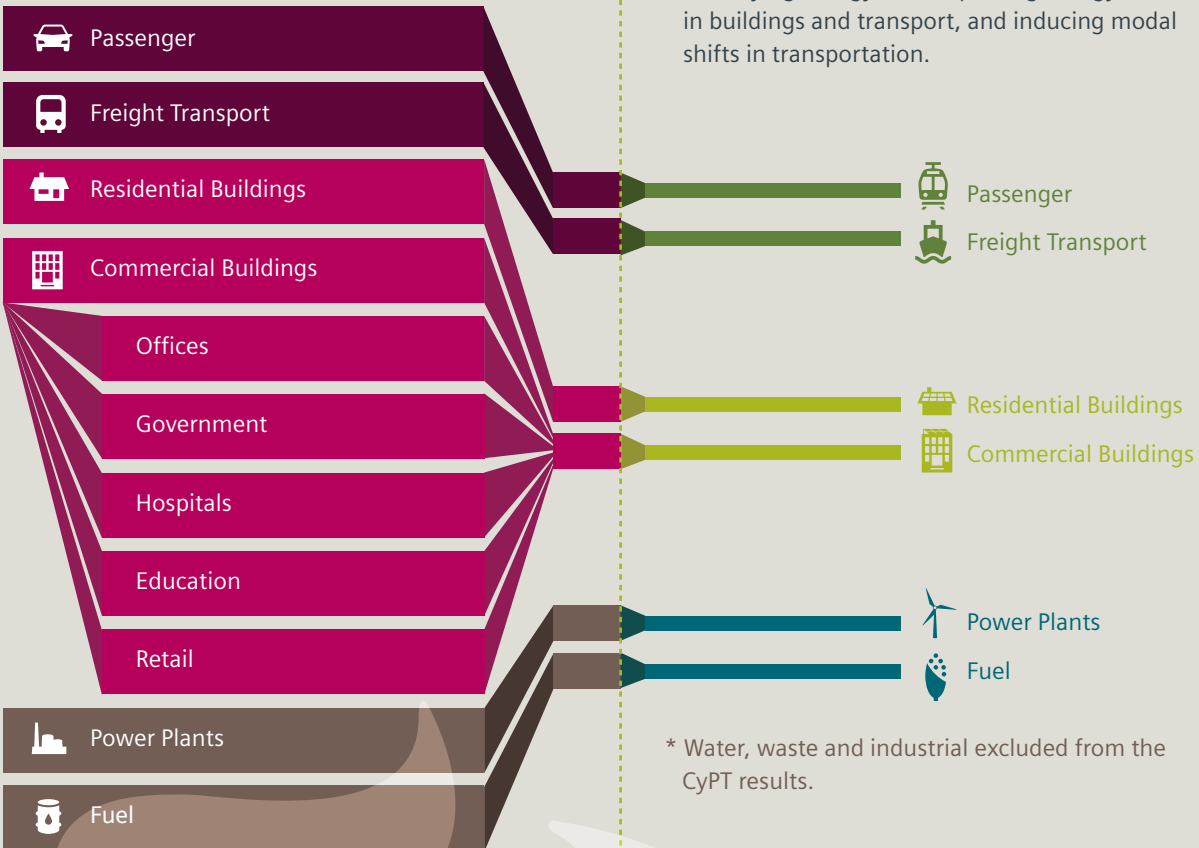 in buildings and transport, and inducing modal
shifts in transportation.
Passenger
Freight Transport
Residential Buildings
Commercial Buildings
Offices
Government
Hospitals
Education
Retail
Power Plants
Fuel
Passenger
Freight Transport
Residential Buildings
Commercial Buildings
Power Plants
Fuel
* Water, waste and industrial excluded from the
CyPT results.